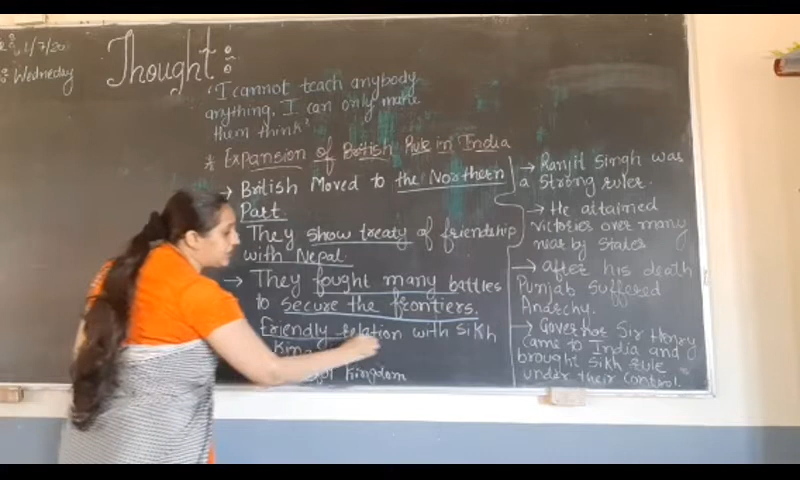 1/7/20
Wednesday
Thought :
"I cannot teach anybody
anything, I can only make
them think"
* Expansion of British Rule in India
→ British Moved to the Northern
Part.
They show treaty of friendship
with Nepal.
→ They fought many battles
to secure the frontiers.
Friendly relation with Sikh
Kingdom
→ Ranjit Singh was
a Strong ruler.
→ He attained
victories over many
near by States
→ after his death
Punjab suffered
Anarchy.
→ Governor Sir Henry
came to India and
brought Sikh rule
under their control.